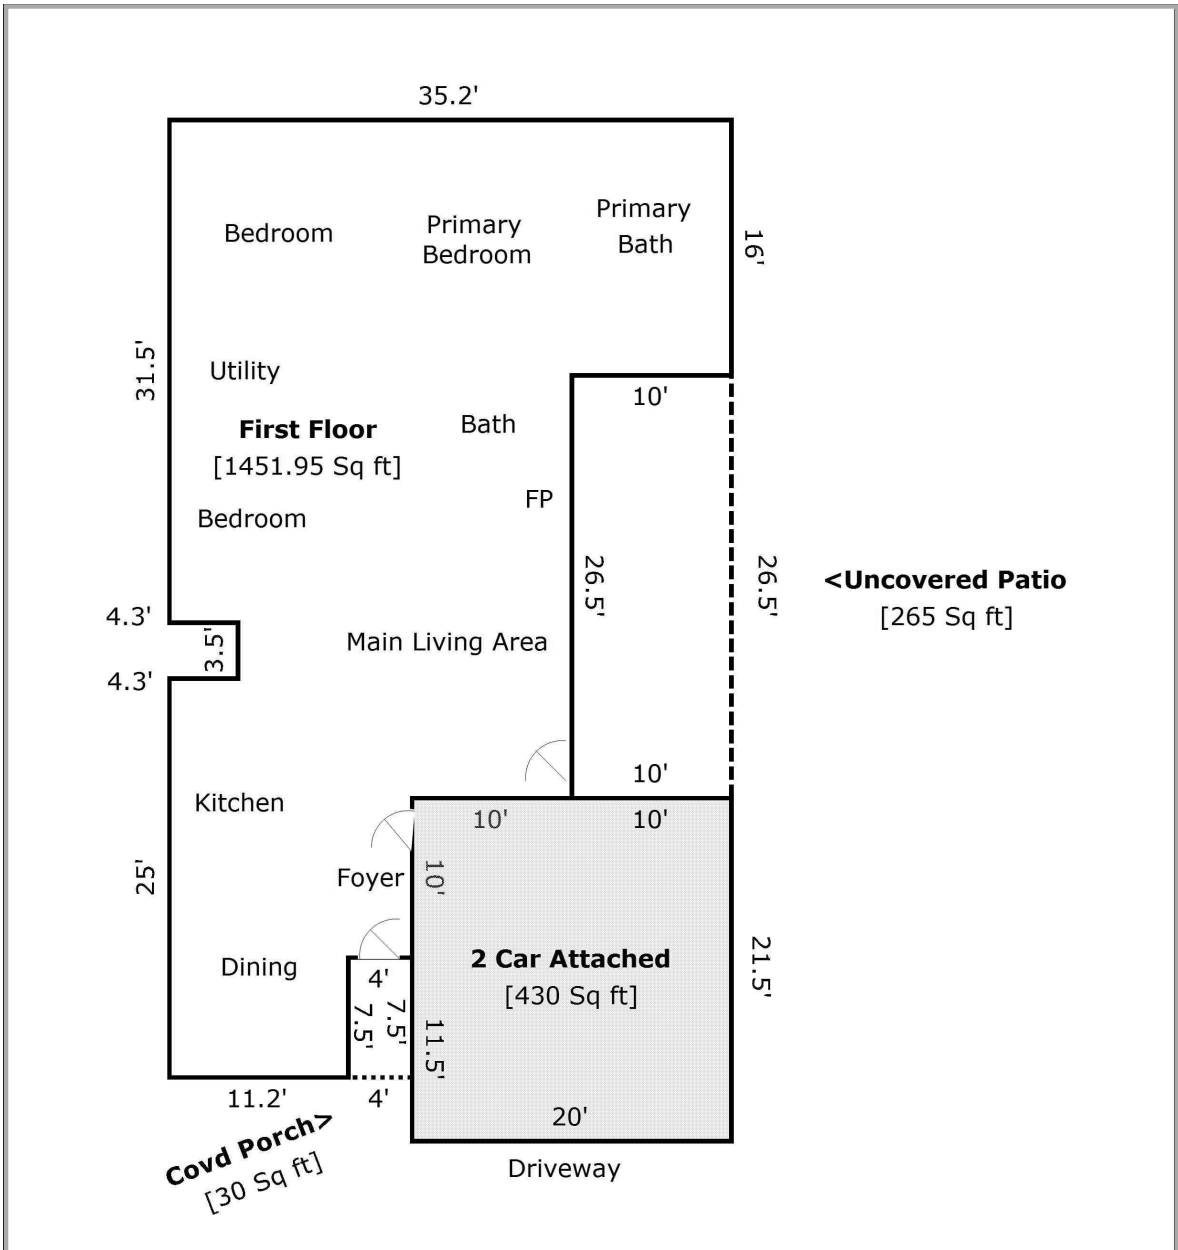 35.2'
Bedroom
Primary
Bedroom
Primary
Bath
16'
31.5'
Utility
10'
First Floor
[1451.95 Sq ft]
Bath
FP
Bedroom
26.5'
26.5'
<Uncovered Patio
[265 Sq ft]
4.3'
3.5'
4.3'
Main Living Area
10'
Kitchen
10'
10'
25'
Foyer
10'
Dining
4'
2 Car Attached
[430 Sq ft]
21.5'
7.5'
7.5'
11.5'
11.2'
4'
20'
Covd Porch>
[30 Sq ft]
Driveway